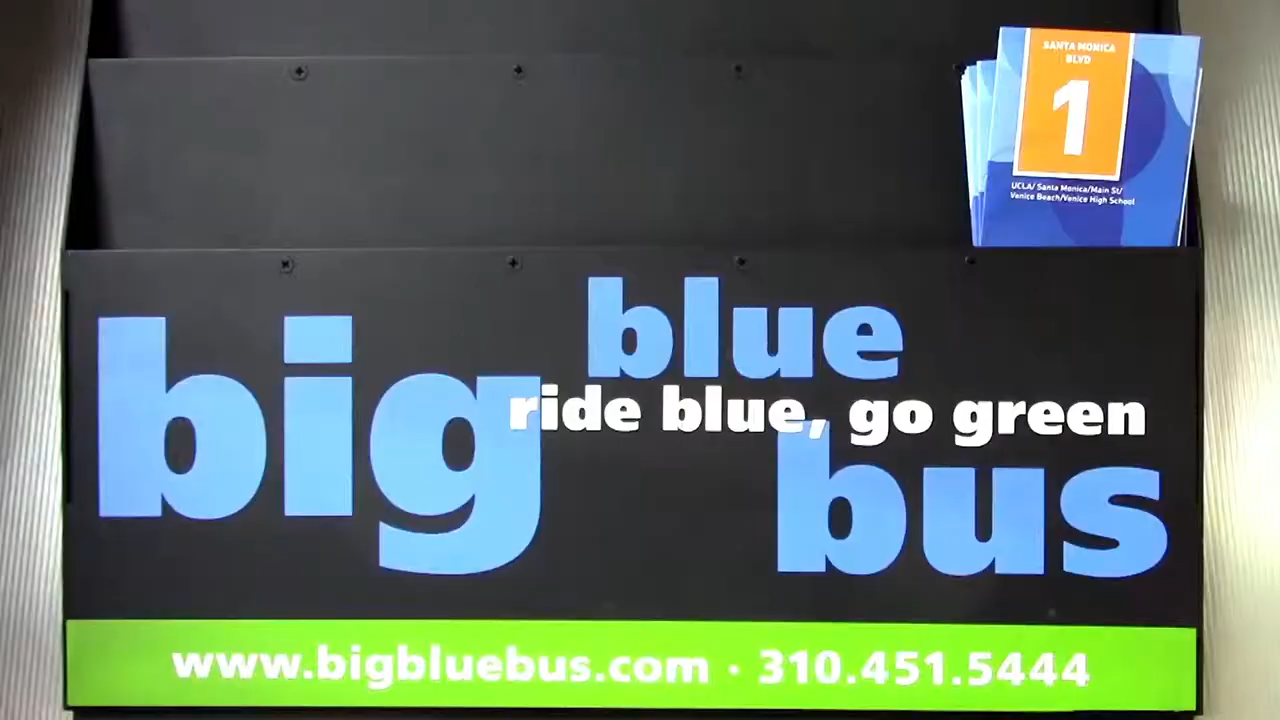 SANTA MONICA
BLVD
1
UCLA/ Santa Monica/Main St/
Venice Beach/Venice High School
big blue
ride blue, go green
bus
www.bigbluebus.com · 310.451.5444